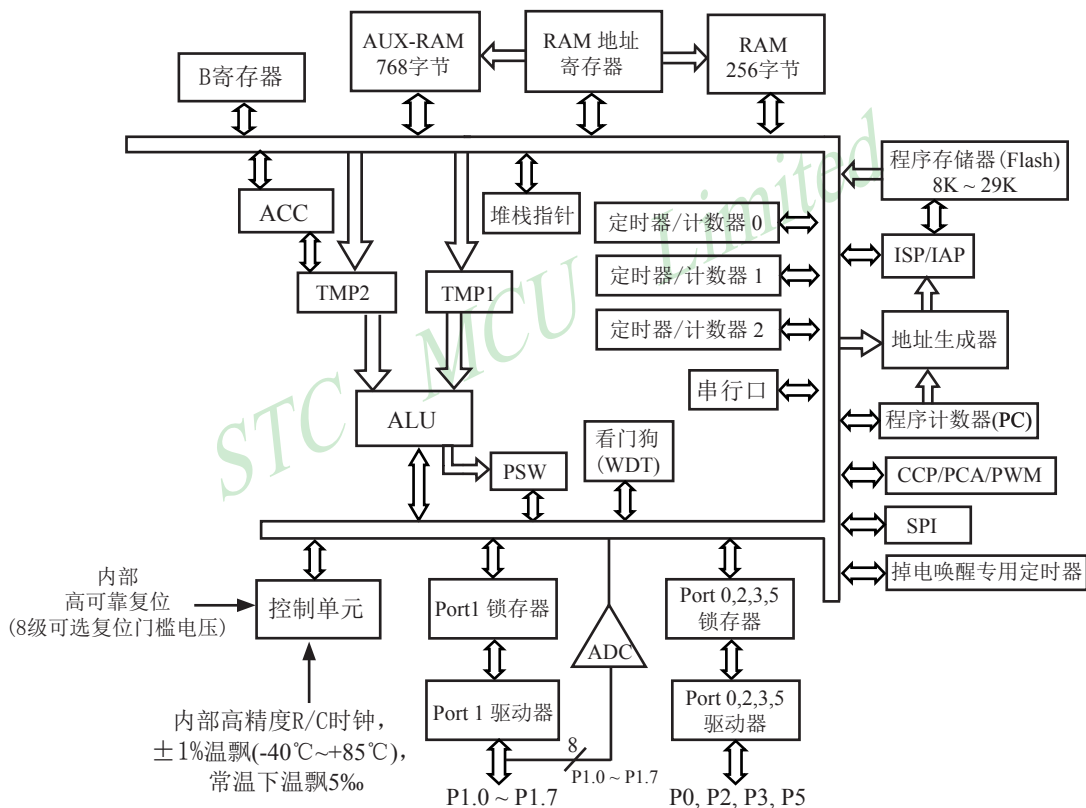 AUX-RAM
768字节
RAM 地址
寄存器
RAM
256字节
B寄存器
程序存储器(Flash)
8K ~ 29K
ACC
堆栈指针
定时器/计数器 0
ISP/IAP
定时器/计数器 1
TMP2
TMP1
定时器/计数器 2
地址生成器
串行口
ALU
程序计数器(PC)
看门狗
(WDT)
PSW
CCP/PCA/PWM
SPI
掉电唤醒专用定时器
内部
高可靠复位
(8级可选复位门槛电压)
控制单元
Port1 锁存器
Port 0,2,3,5
锁存器
ADC
Port 1 驱动器
Port 0,2,3,5
驱动器
内部高精度R/C时钟，
±1%温飘(-40℃~+85℃)，
常温下温飘5‰
8
P1.0 ~ P1.7
P1.0 ~ P1.7
P0, P2, P3, P5
STC MCU Limited